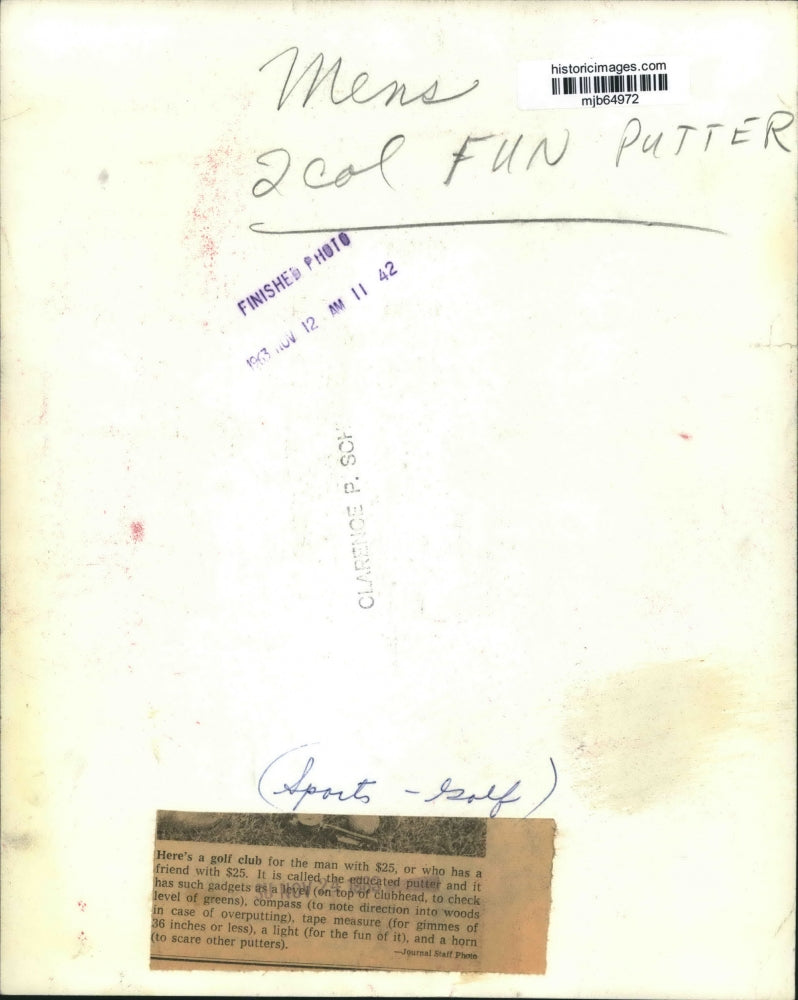 historicimages.com
mjb64972
Mens
2 col FUN PUTTER
FINISHED PHOTO
1963 NOV 12 AM 11 42
CLARENCE P. SCH
(Sports - Golf)
Here's a golf club for the man with $25, or who has a
friend with $25. It is called the educated putter and it
has such gadgets as a level (on top of clubhead, to check
level of greens), compass (to note direction into woods
in case of overputting), tape measure (for gimmes of
36 inches or less), a light (for the fun of it), and a horn
(to scare other putters).
—Journal Staff Photo
NOV 24